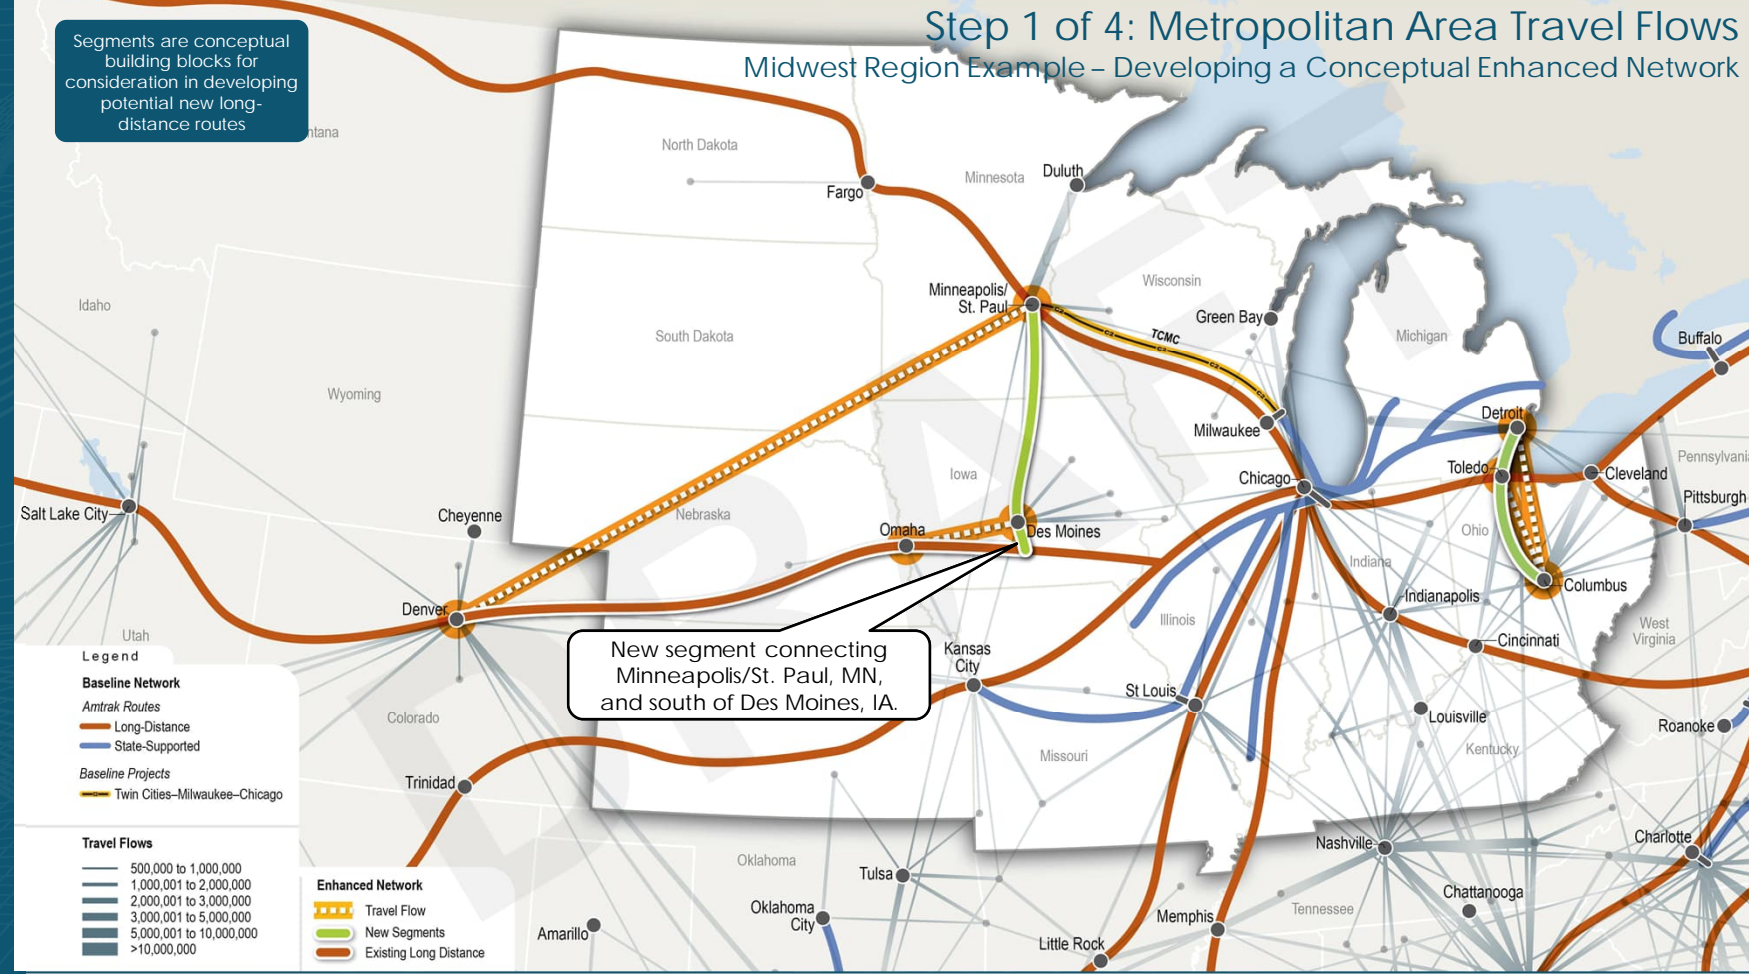 Step 1 of 4: Metropolitan Area Travel Flows
Midwest Region Example – Developing a Conceptual Enhanced Network
Segments are conceptual
building blocks for
consideration in developing
potential new long-
distance routes
ntana
North Dakota
Minnesota
Duluth
Fargo
Idaho
Wisconsin
Minneapolis/
St. Paul
TCMC
Green Bay
South Dakota
Michigan
Buffalo
Wyoming
Detroit
Milwaukee
Iowa
Chicago
Toledo
Cleveland
Pennsylvania
Pittsburgh
Salt Lake City
Cheyenne
Nebraska
Omaha
Des Moines
Ohio
Indiana
Columbus
Denver
Indianapolis
Illinois
West
Virginia
Utah
Cincinnati
New segment connecting
Minneapolis/St. Paul, MN,
and south of Des Moines, IA.
Kansas
City
St Louis
Louisville
Roanoke
Colorado
Missouri
Kentucky
Trinidad
Nashville
Charlotte
Oklahoma
Tulsa
Chattanooga
Tennessee
Oklahoma
City
Memphis
Amarillo
Little Rock
Legend
Baseline Network
Amtrak Routes
Long-Distance
State-Supported
Baseline Projects
Twin Cities–Milwaukee–Chicago
Travel Flows
500,000 to 1,000,000
1,000,001 to 2,000,000
2,000,001 to 3,000,000
3,000,001 to 5,000,000
5,000,001 to 10,000,000
>10,000,000
Enhanced Network
Travel Flow
New Segments
Existing Long Distance
DRAFT